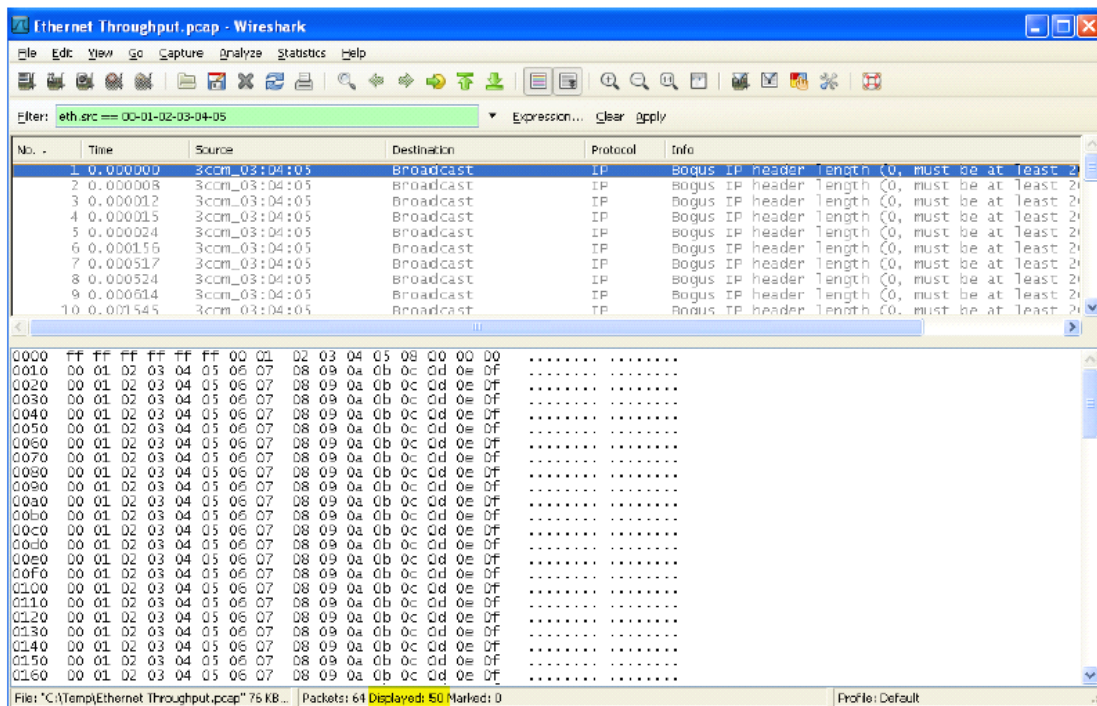 Ethernet Throughput.pcap - Wireshark
File Edit View Go Capture Analyze Statistics Help
Filter: eth.src == 00-01-02-03-04-05 Expression... Clear Apply
No. - Time Source Destination Protocol Info
1 0.000000 3com_03:04:05 Broadcast IP Bogus IP header length (0, must be at least 2
2 0.000008 3com_03:04:05 Broadcast IP Bogus IP header length (0, must be at least 2
3 0.000012 3com_03:04:05 Broadcast IP Bogus IP header length (0, must be at least 2
4 0.000015 3com_03:04:05 Broadcast IP Bogus IP header length (0, must be at least 2
5 0.000024 3com_03:04:05 Broadcast IP Bogus IP header length (0, must be at least 2
6 0.000156 3com_03:04:05 Broadcast IP Bogus IP header length (0, must be at least 2
7 0.000517 3com_03:04:05 Broadcast IP Bogus IP header length (0, must be at least 2
8 0.000524 3com_03:04:05 Broadcast IP Bogus IP header length (0, must be at least 2
9 0.000614 3com_03:04:05 Broadcast IP Bogus IP header length (0, must be at least 2
10 0.001545 3com_03:04:05 Broadcast IP Bogus IP header length (0, must be at least 2
0000 ff ff ff ff ff ff 00 01 02 03 04 05 08 00 00 00 ........ ........
0010 00 01 02 03 04 05 06 07 08 09 0a 0b 0c 0d 0e 0f ........ ........
0020 00 01 02 03 04 05 06 07 08 09 0a 0b 0c 0d 0e 0f ........ ........
0030 00 01 02 03 04 05 06 07 08 09 0a 0b 0c 0d 0e 0f ........ ........
0040 00 01 02 03 04 05 06 07 08 09 0a 0b 0c 0d 0e 0f ........ ........
0050 00 01 02 03 04 05 06 07 08 09 0a 0b 0c 0d 0e 0f ........ ........
0060 00 01 02 03 04 05 06 07 08 09 0a 0b 0c 0d 0e 0f ........ ........
0070 00 01 02 03 04 05 06 07 08 09 0a 0b 0c 0d 0e 0f ........ ........
0080 00 01 02 03 04 05 06 07 08 09 0a 0b 0c 0d 0e 0f ........ ........
0090 00 01 02 03 04 05 06 07 08 09 0a 0b 0c 0d 0e 0f ........ ........
00a0 00 01 02 03 04 05 06 07 08 09 0a 0b 0c 0d 0e 0f ........ ........
00b0 00 01 02 03 04 05 06 07 08 09 0a 0b 0c 0d 0e 0f ........ ........
00c0 00 01 02 03 04 05 06 07 08 09 0a 0b 0c 0d 0e 0f ........ ........
00d0 00 01 02 03 04 05 06 07 08 09 0a 0b 0c 0d 0e 0f ........ ........
00e0 00 01 02 03 04 05 06 07 08 09 0a 0b 0c 0d 0e 0f ........ ........
00f0 00 01 02 03 04 05 06 07 08 09 0a 0b 0c 0d 0e 0f ........ ........
0100 00 01 02 03 04 05 06 07 08 09 0a 0b 0c 0d 0e 0f ........ ........
0110 00 01 02 03 04 05 06 07 08 09 0a 0b 0c 0d 0e 0f ........ ........
0120 00 01 02 03 04 05 06 07 08 09 0a 0b 0c 0d 0e 0f ........ ........
0130 00 01 02 03 04 05 06 07 08 09 0a 0b 0c 0d 0e 0f ........ ........
0140 00 01 02 03 04 05 06 07 08 09 0a 0b 0c 0d 0e 0f ........ ........
0150 00 01 02 03 04 05 06 07 08 09 0a 0b 0c 0d 0e 0f ........ ........
0160 00 01 02 03 04 05 06 07 08 09 0a 0b 0c 0d 0e 0f ........ ........
File: "C:\Temp\Ethernet Throughput.pcap" 76 KB... Packets: 64 Displayed: 50 Marked: 0 Profile: Default